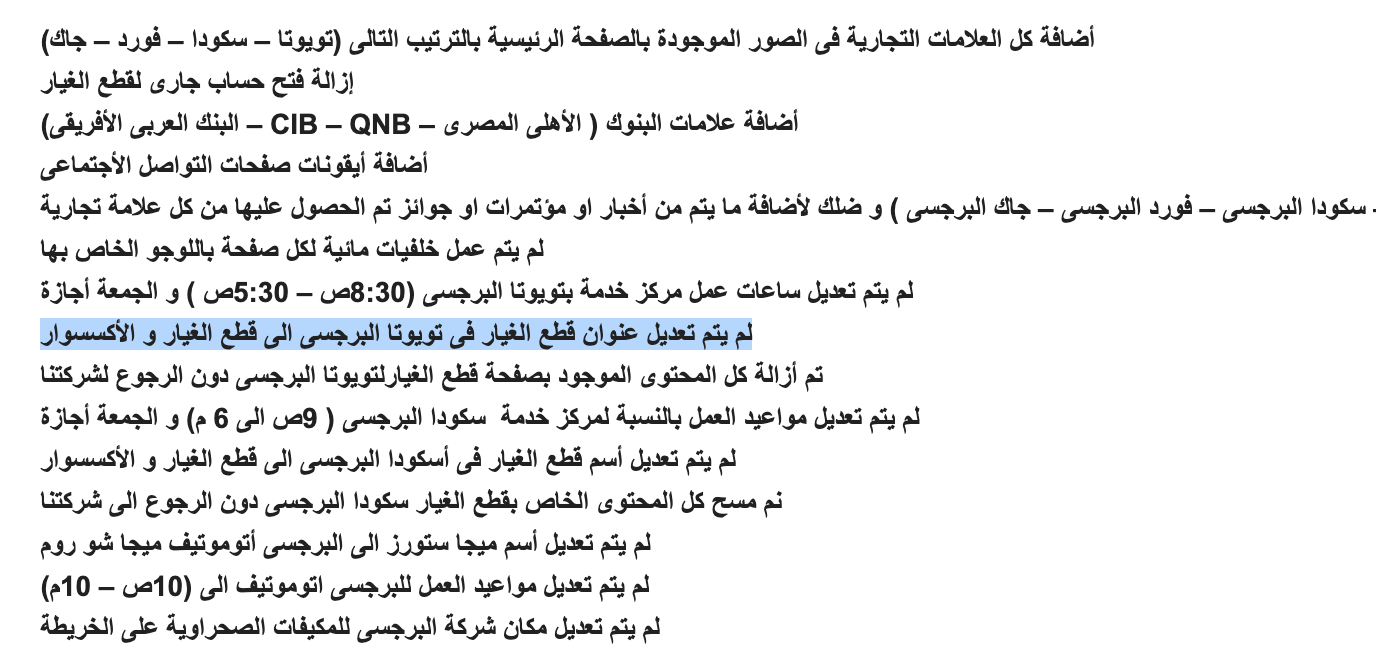 أضافة كل العلامات التجارية فى الصور الموجودة بالصفحة الرئيسية بالترتيب التالى (تويوتا – سكودا – فورد – جاك)
إزالة فتح حساب جارى لقطع الغيار
أضافة علامات البنوك ( الأهلى المصرى – CIB – QNB – البنك العربى الأفريقى)
أضافة أيقونات صفحات التواصل الأجتماعى
- سكودا البرجسى – فورد البرجسى – جاك البرجسى ) و ضلك لأضافة ما يتم من أخبار او مؤتمرات او جوائز تم الحصول عليها من كل علامة تجارية
لم يتم عمل خلفيات مائية لكل صفحة باللوجو الخاص بها
لم يتم تعديل ساعات عمل مركز خدمة بتويوتا البرجسى (8:30ص – 5:30ص ) و الجمعة أجازة
لم يتم تعديل عنوان قطع الغيار فى تويوتا البرجسى الى قطع الغيار و الأكسسوار
تم أزالة كل المحتوى الموجود بصفحة قطع الغيارلتويوتا البرجسى دون الرجوع لشركتنا
لم يتم تعديل مواعيد العمل بالنسبة لمركز خدمة  سكودا البرجسى ( 9ص الى 6 م) و الجمعة أجازة
لم يتم تعديل أسم قطع الغيار فى أسكودا البرجسى الى قطع الغيار و الأكسسوار
نم مسح كل المحتوى الخاص بقطع الغيار سكودا البرجسى دون الرجوع الى شركتنا
لم يتم تعديل أسم ميجا ستورز الى البرجسى أتوموتيف ميجا شو روم
لم يتم تعديل مواعيد العمل للبرجسى اتوموتيف الى (10ص – 10م)
لم يتم تعديل مكان شركة البرجسى للمكيفات الصحراوية على الخريطة